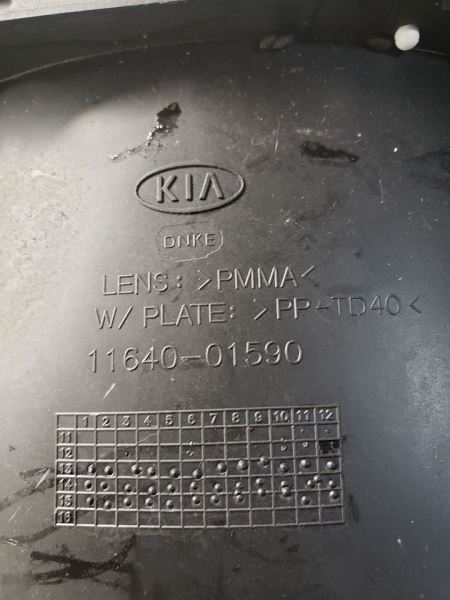 KIA
DNKE
LENS: >PMMA<
W/ PLATE: >PP-TD40<
11640-01590
1 2 3 4 5 6 7 8 9 10 11 12
11
12
13
14
15
16